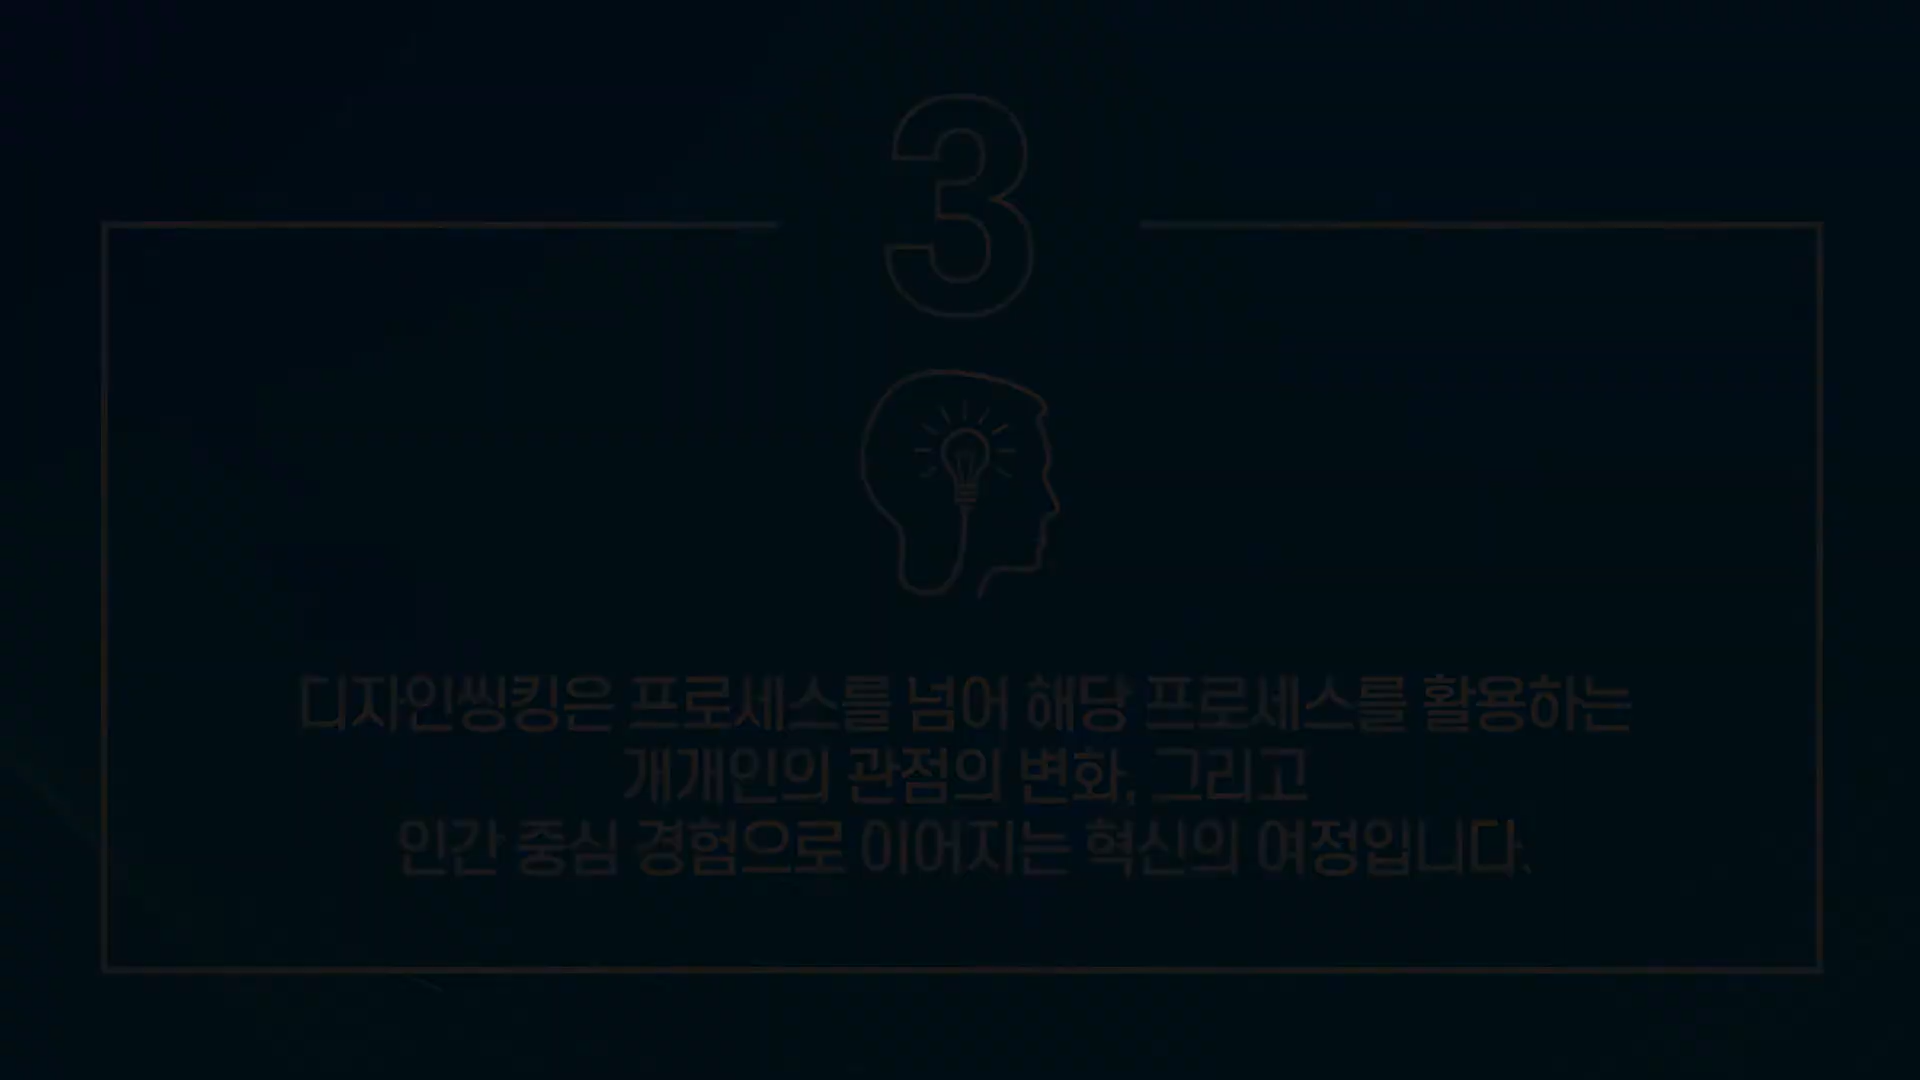 3
디자인씽킹은 프로세스를 넘어 해당 프로세스를 활용하는
개개인의 관점의 변화, 그리고
인간 중심 경험으로 이어지는 혁신의 여정입니다.